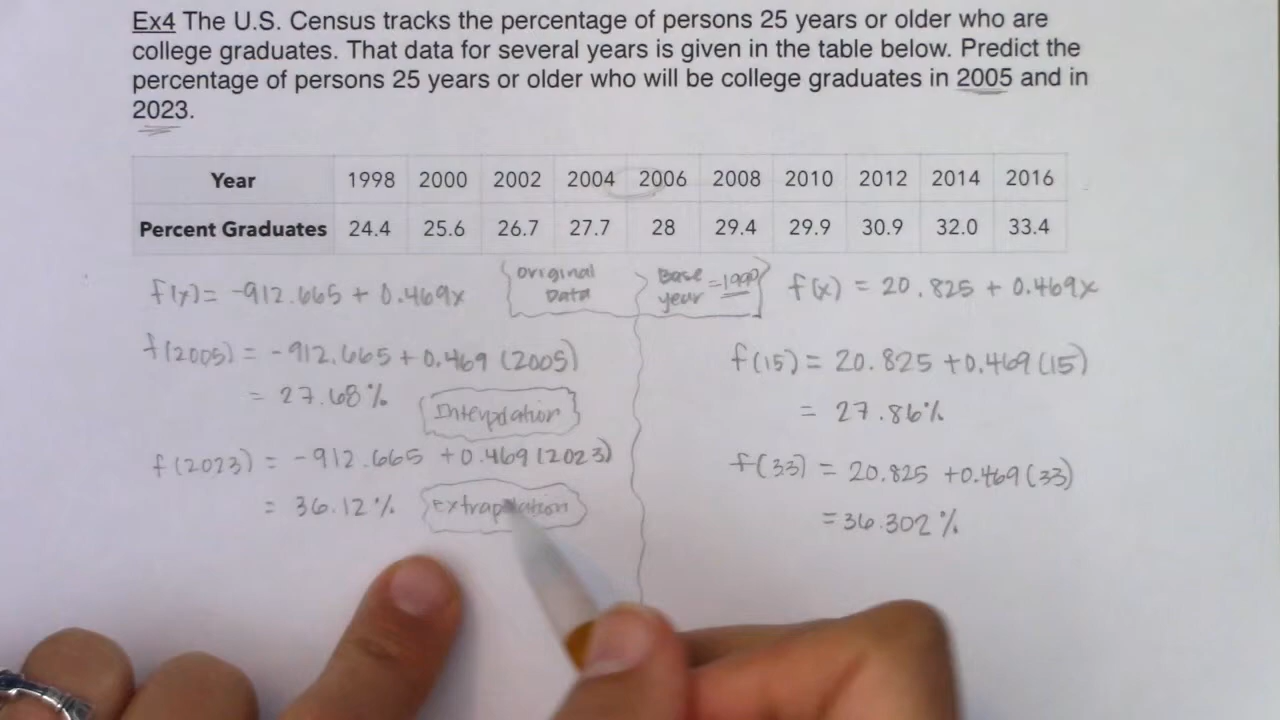 Ex4 The U.S. Census tracks the percentage of persons 25 years or older who are
college graduates. That data for several years is given in the table below. Predict the
percentage of persons 25 years or older who will be college graduates in 2005 and in
2023.
Year 1998 2000 2002 2004 2006 2008 2010 2012 2014 2016
Percent Graduates 24.4 25.6 26.7 27.7 28 29.4 29.9 30.9 32.0 33.4
f(x) = -912.665 + 0.469x
original
Data
Base
year =1990
f(x) = 20.825 + 0.469x
f(2005) = -912.665 + 0.469 (2005)
= 27.68%
Interpolation
f(2023) = -912.665 +0.469(2023)
= 36.12%
extrapolation
f(15) = 20.825 +0.469(15)
= 27.86%
f(33) = 20.825 +0.469(33)
=36.302%